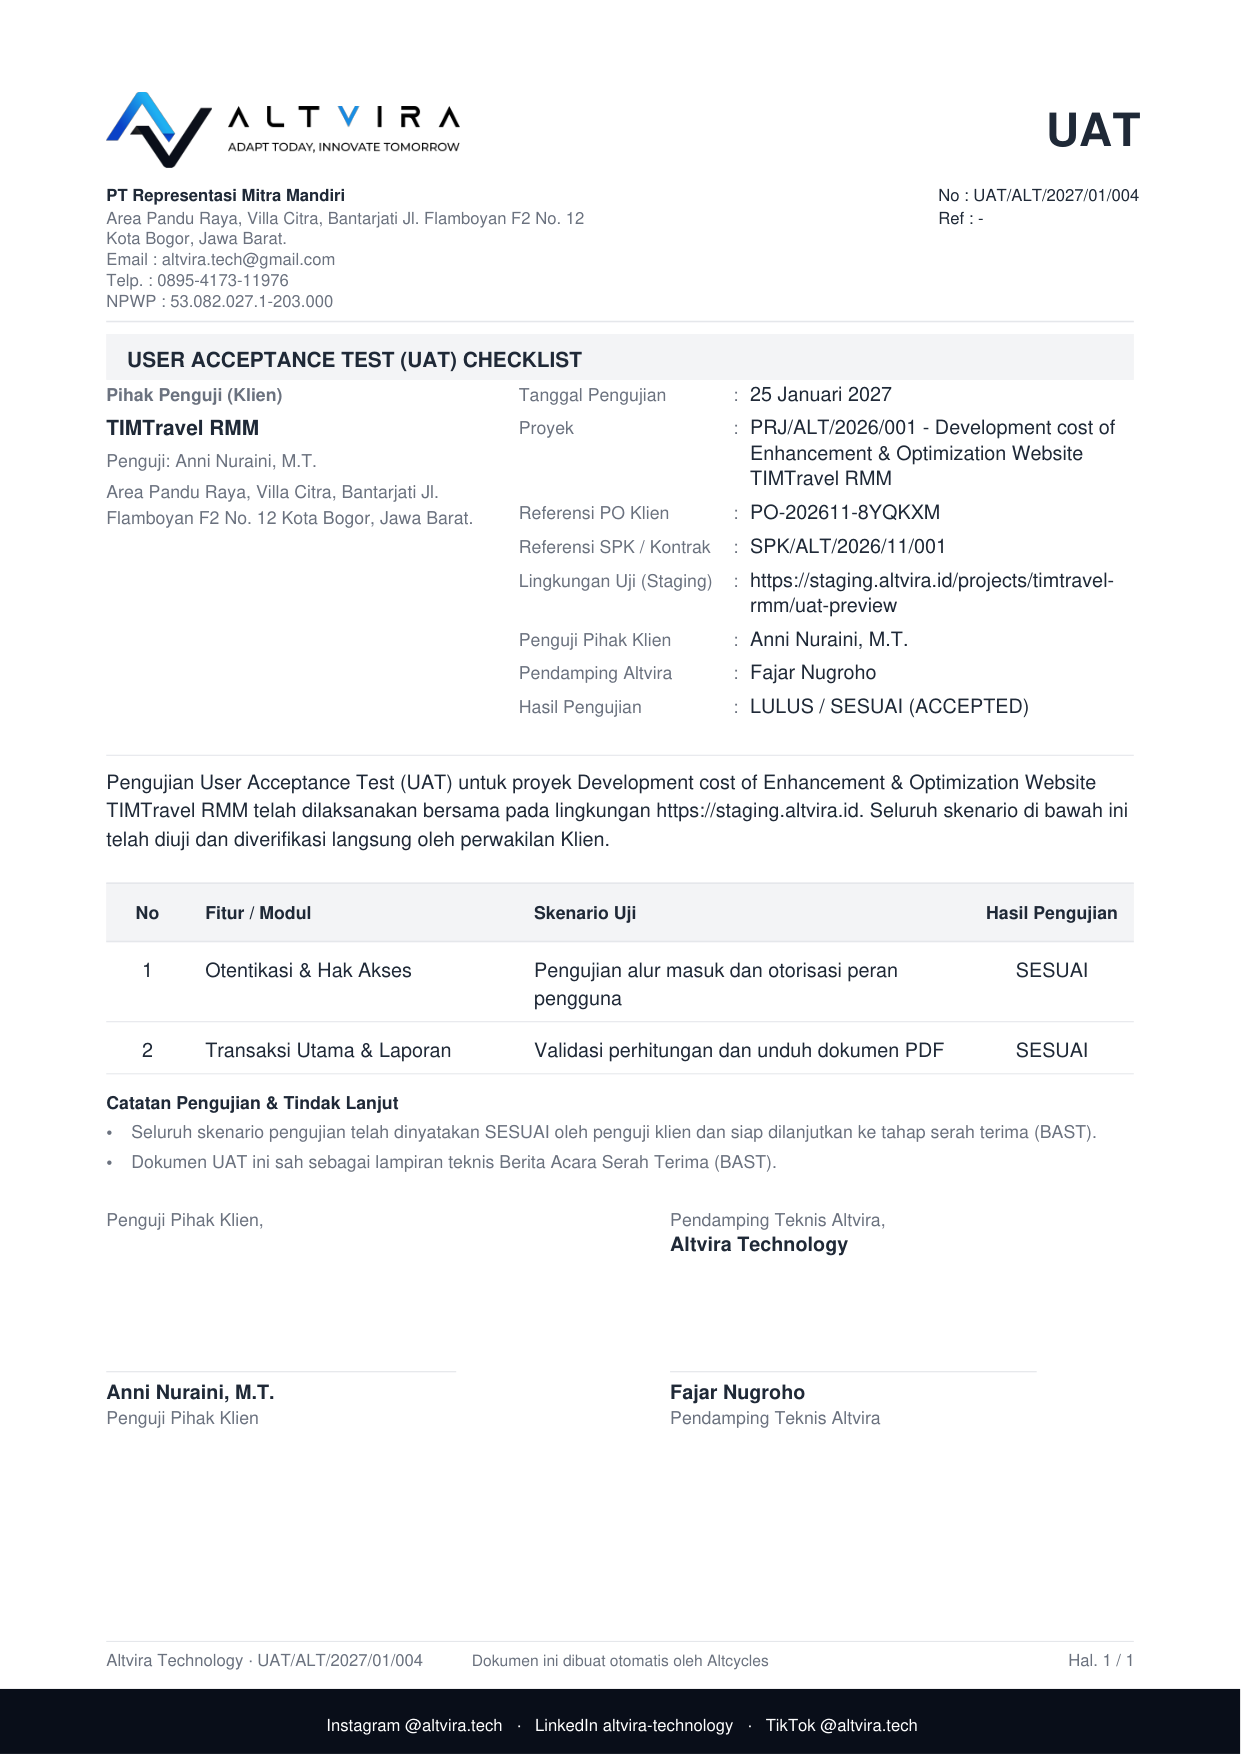 ALTVIRA
ADAPT TODAY, INNOVATE TOMORROW
UAT
PT Representasi Mitra Mandiri
Area Pandu Raya, Villa Citra, Bantarjati Jl. Flamboyan F2 No. 12
Kota Bogor, Jawa Barat.
Email : altvira.tech@gmail.com
Telp. : 0895-4173-11976
NPWP : 53.082.027.1-203.000
No : UAT/ALT/2027/01/004
Ref : -
USER ACCEPTANCE TEST (UAT) CHECKLIST
Pihak Penguji (Klien)
TIMTravel RMM
Penguji: Anni Nuraini, M.T.
Area Pandu Raya, Villa Citra, Bantarjati Jl.
Flamboyan F2 No. 12 Kota Bogor, Jawa Barat.
Tanggal Pengujian : 25 Januari 2027
Proyek : PRJ/ALT/2026/001 - Development cost of
Enhancement & Optimization Website
TIMTravel RMM
Referensi PO Klien : PO-202611-8YQKXM
Referensi SPK / Kontrak : SPK/ALT/2026/11/001
Lingkungan Uji (Staging) : https://staging.altvira.id/projects/timtravel-
rmm/uat-preview
Penguji Pihak Klien : Anni Nuraini, M.T.
Pendamping Altvira : Fajar Nugroho
Hasil Pengujian : LULUS / SESUAI (ACCEPTED)
Pengujian User Acceptance Test (UAT) untuk proyek Development cost of Enhancement & Optimization Website
TIMTravel RMM telah dilaksanakan bersama pada lingkungan https://staging.altvira.id. Seluruh skenario di bawah ini
telah diuji dan diverifikasi langsung oleh perwakilan Klien.
No Fitur / Modul Skenario Uji Hasil Pengujian
1 Otentikasi & Hak Akses Pengujian alur masuk dan otorisasi peran SESUAI
pengguna
2 Transaksi Utama & Laporan Validasi perhitungan dan unduh dokumen PDF SESUAI
Catatan Pengujian & Tindak Lanjut
• Seluruh skenario pengujian telah dinyatakan SESUAI oleh penguji klien dan siap dilanjutkan ke tahap serah terima (BAST).
• Dokumen UAT ini sah sebagai lampiran teknis Berita Acara Serah Terima (BAST).
Penguji Pihak Klien,
Pendamping Teknis Altvira,
Altvira Technology
Anni Nuraini, M.T.
Penguji Pihak Klien
Fajar Nugroho
Pendamping Teknis Altvira
Altvira Technology · UAT/ALT/2027/01/004 Dokumen ini dibuat otomatis oleh Altcycles Hal. 1 / 1
Instagram @altvira.tech · LinkedIn altvira-technology · TikTok @altvira.tech